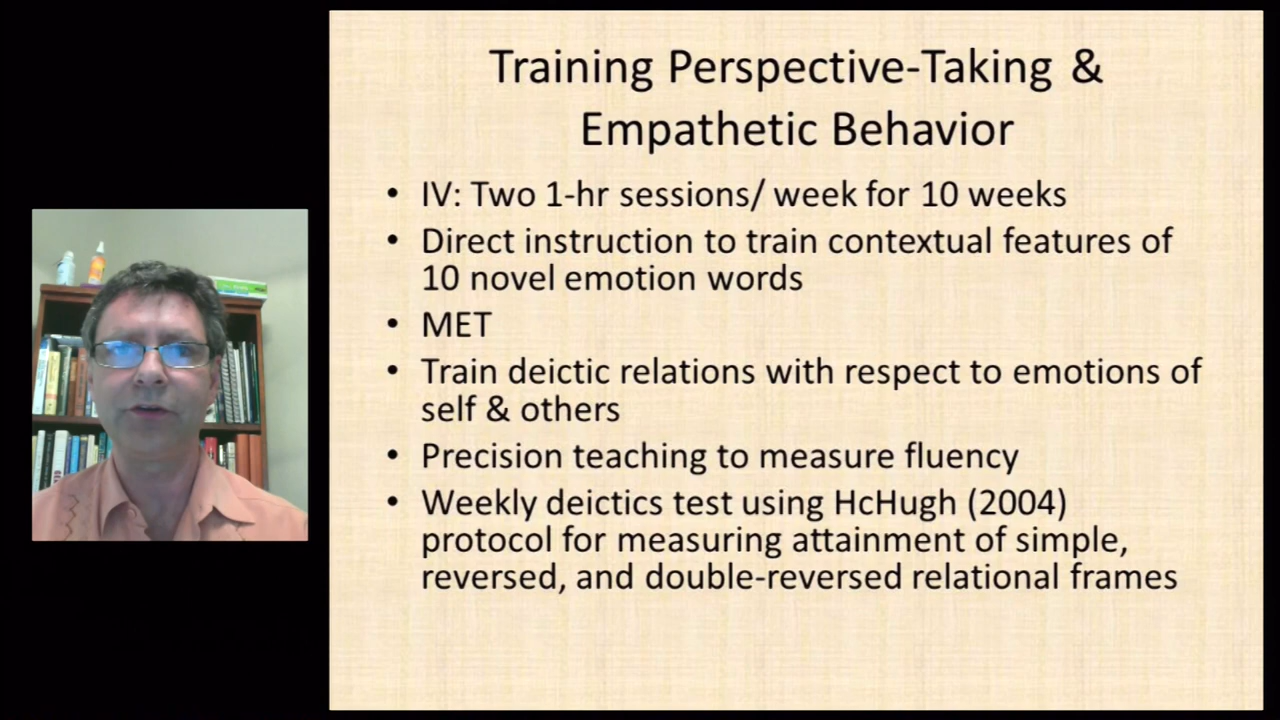 Training Perspective-Taking &
Empathetic Behavior
• IV: Two 1-hr sessions/ week for 10 weeks
• Direct instruction to train contextual features of
10 novel emotion words
• MET
• Train deictic relations with respect to emotions of
self & others
• Precision teaching to measure fluency
• Weekly deictics test using HcHugh (2004)
protocol for measuring attainment of simple,
reversed, and double-reversed relational frames